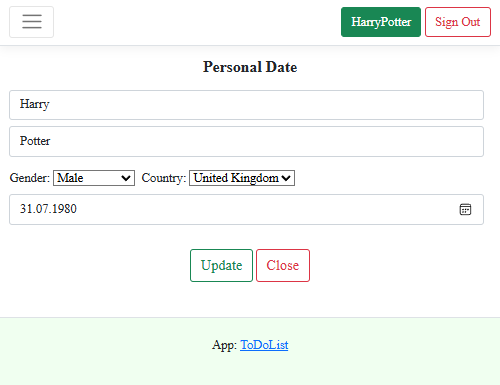 HarryPotter Sign Out
Personal Date
Harry
Potter
Gender: Male Country: United Kingdom
31.07.1980
Update Close
App: ToDoList